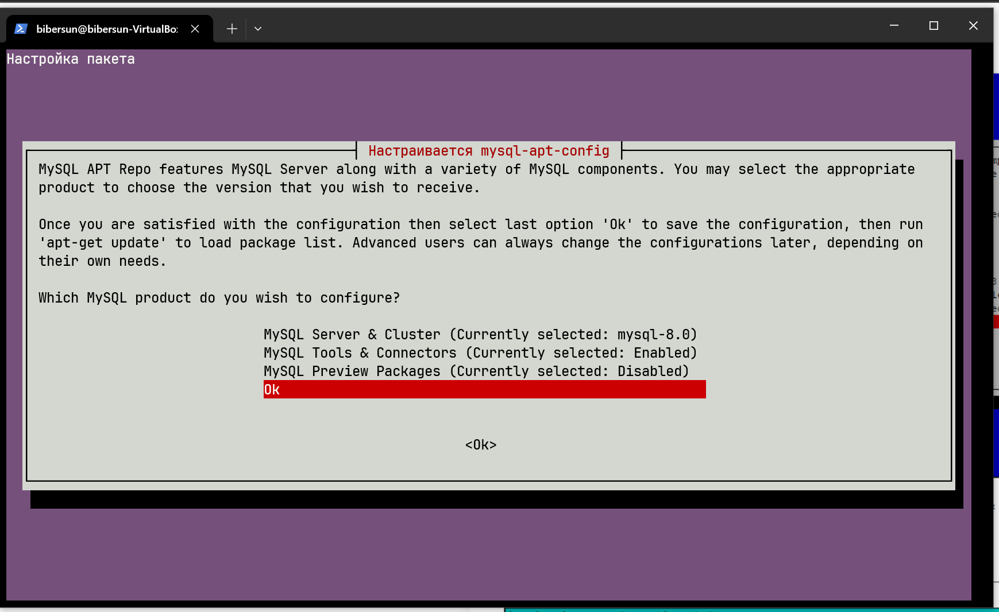 bibersun@bibersun-VirtualBo
Настройка пакета
Настраивается mysql-apt-config
MySQL APT Repo features MySQL Server along with a variety of MySQL components. You may select the appropriate
product to choose the version that you wish to receive.
Once you are satisfied with the configuration then select last option 'Ok' to save the configuration, then run
'apt-get update' to load package list. Advanced users can always change the configurations later, depending on
their own needs.
Which MySQL product do you wish to configure?
MySQL Server & Cluster (Currently selected: mysql-8.0)
MySQL Tools & Connectors (Currently selected: Enabled)
MySQL Preview Packages (Currently selected: Disabled)
Ok
<Ok>